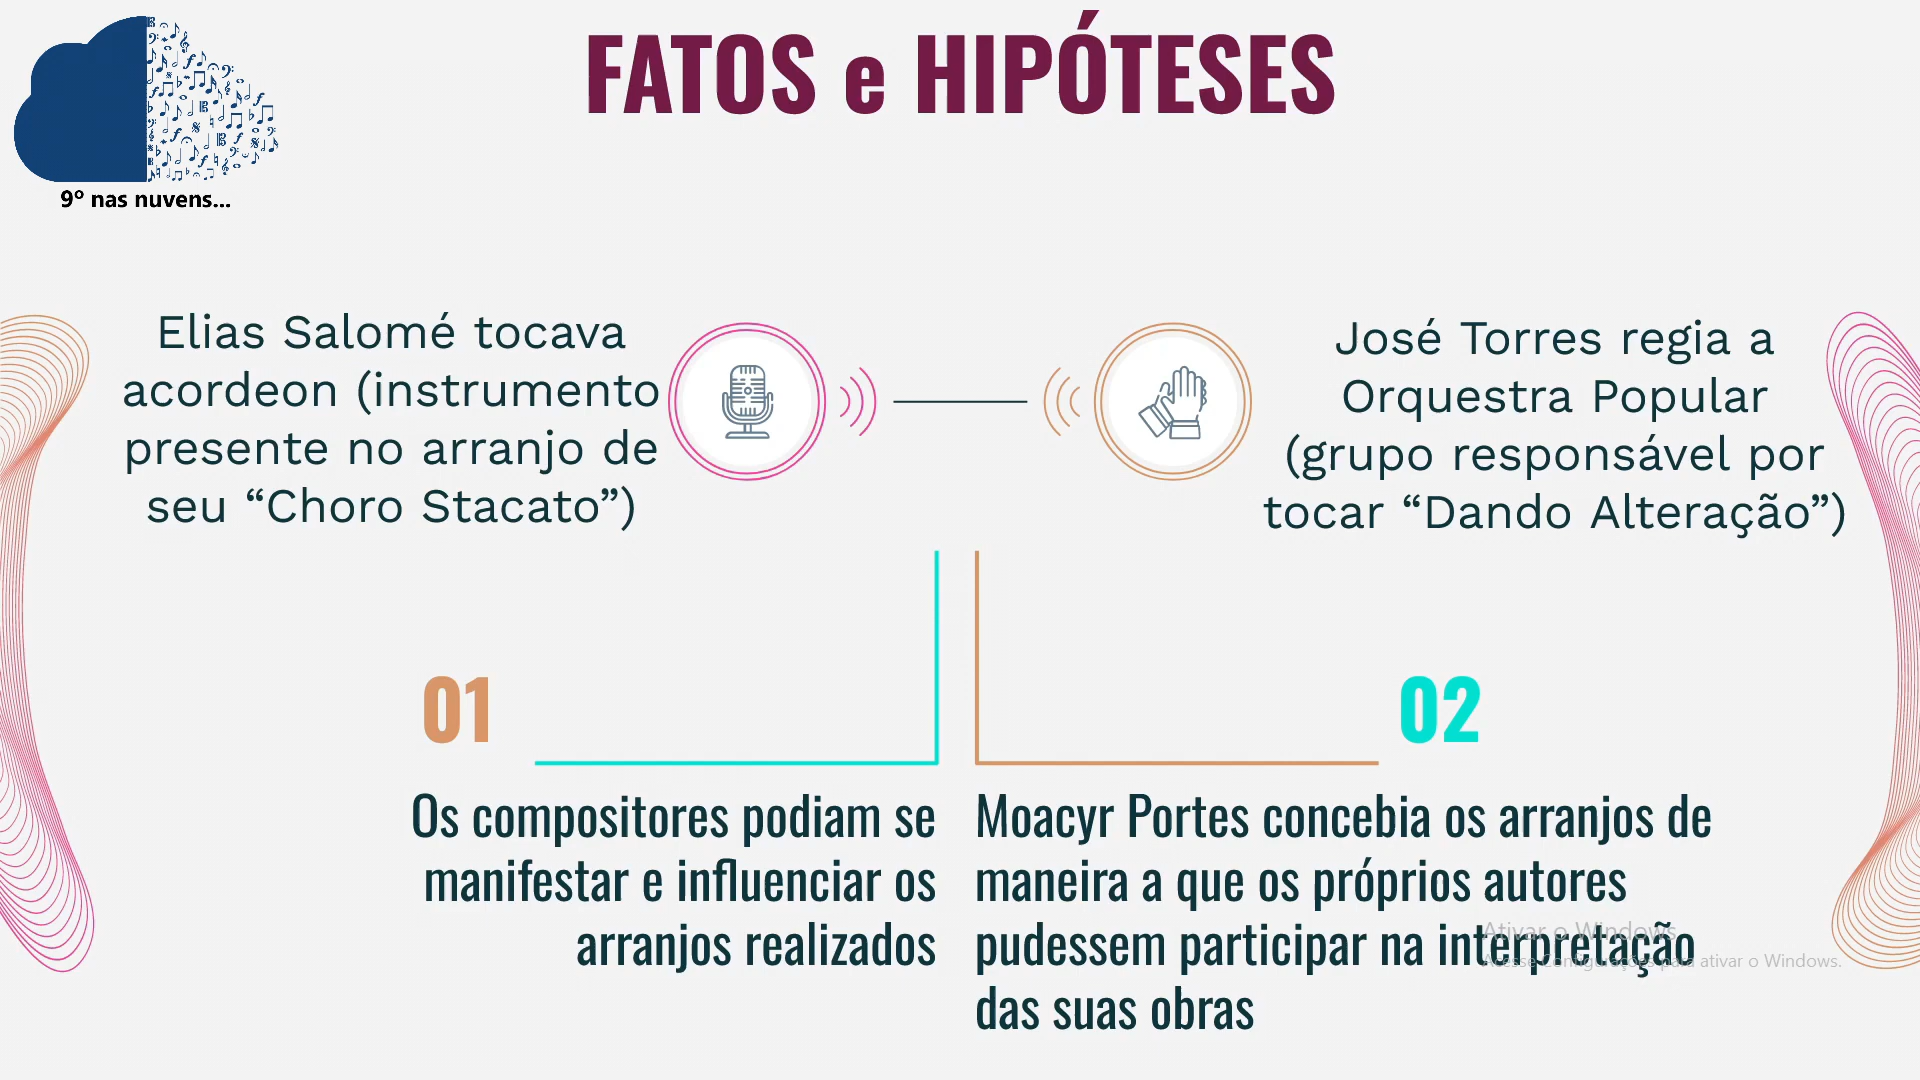 FATOS e HIPÓTESES
9º nas nuvens...
Elias Salomé tocava
acordeon (instrumento
presente no arranjo de
seu “Choro Stacato”)
José Torres regia a
Orquestra Popular
(grupo responsável por
tocar “Dando Alteração”)
01
Os compositores podiam se
manifestar e influenciar os
arranjos realizados
02
Moacyr Portes concebia os arranjos de
maneira a que os próprios autores
pudessem participar na interpretação
das suas obras
Ativar o Windows
Acesse Configurações para ativar o Windows.